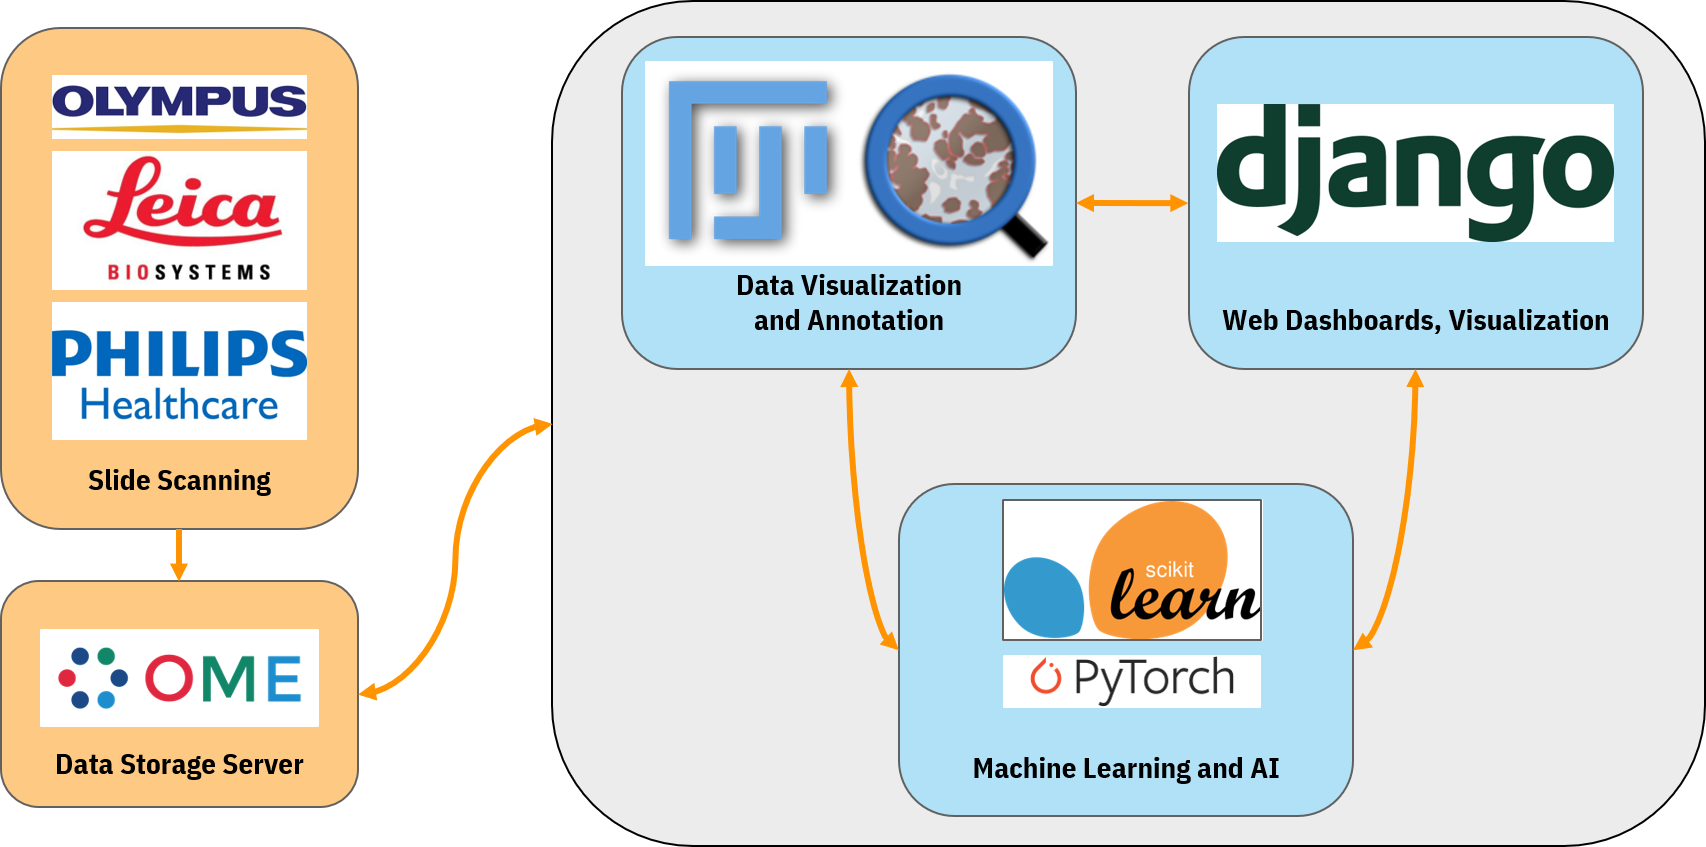 OLYMPUS
Leica
BIOSYSTEMS
PHILIPS
Healthcare
Slide Scanning
OME
Data Storage Server
Data Visualization
and Annotation
django
Web Dashboards, Visualization
scikit
learn
PyTorch
Machine Learning and AI